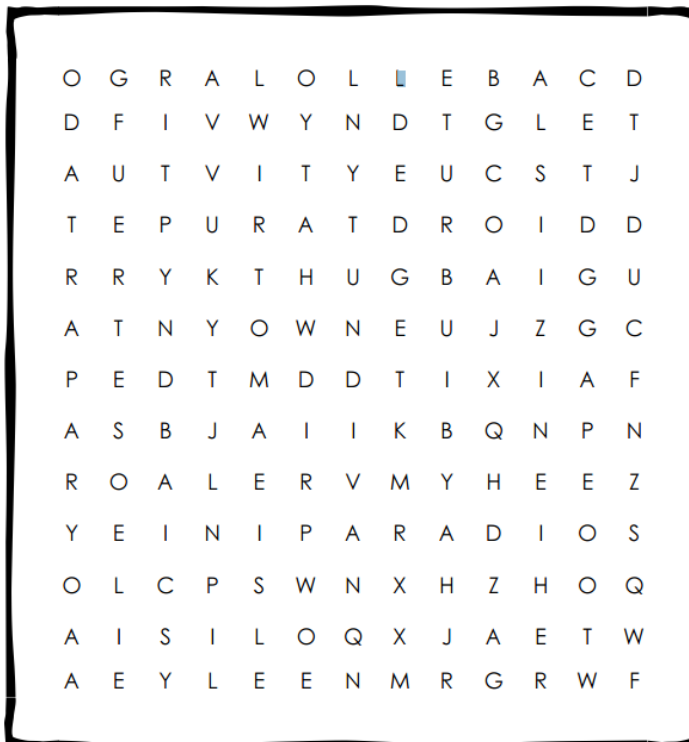 O G R A L O L L E B A C D
D F I V W Y N D T G L E T
A U T V I T Y E U C S T J
T E P U R A T D R O I D D
R R Y K T H U G B A I G U
A T N Y O W N E U J Z G C
P E D T M D D T I X I A F
A S B J A I I K B Q N P N
R O A L E R V M Y H E E Z
Y E I N I P A R A D I O S
O L C P S W N X H Z H O Q
A I S I L O Q X J A E T W
A E Y L E E N M R G R W F